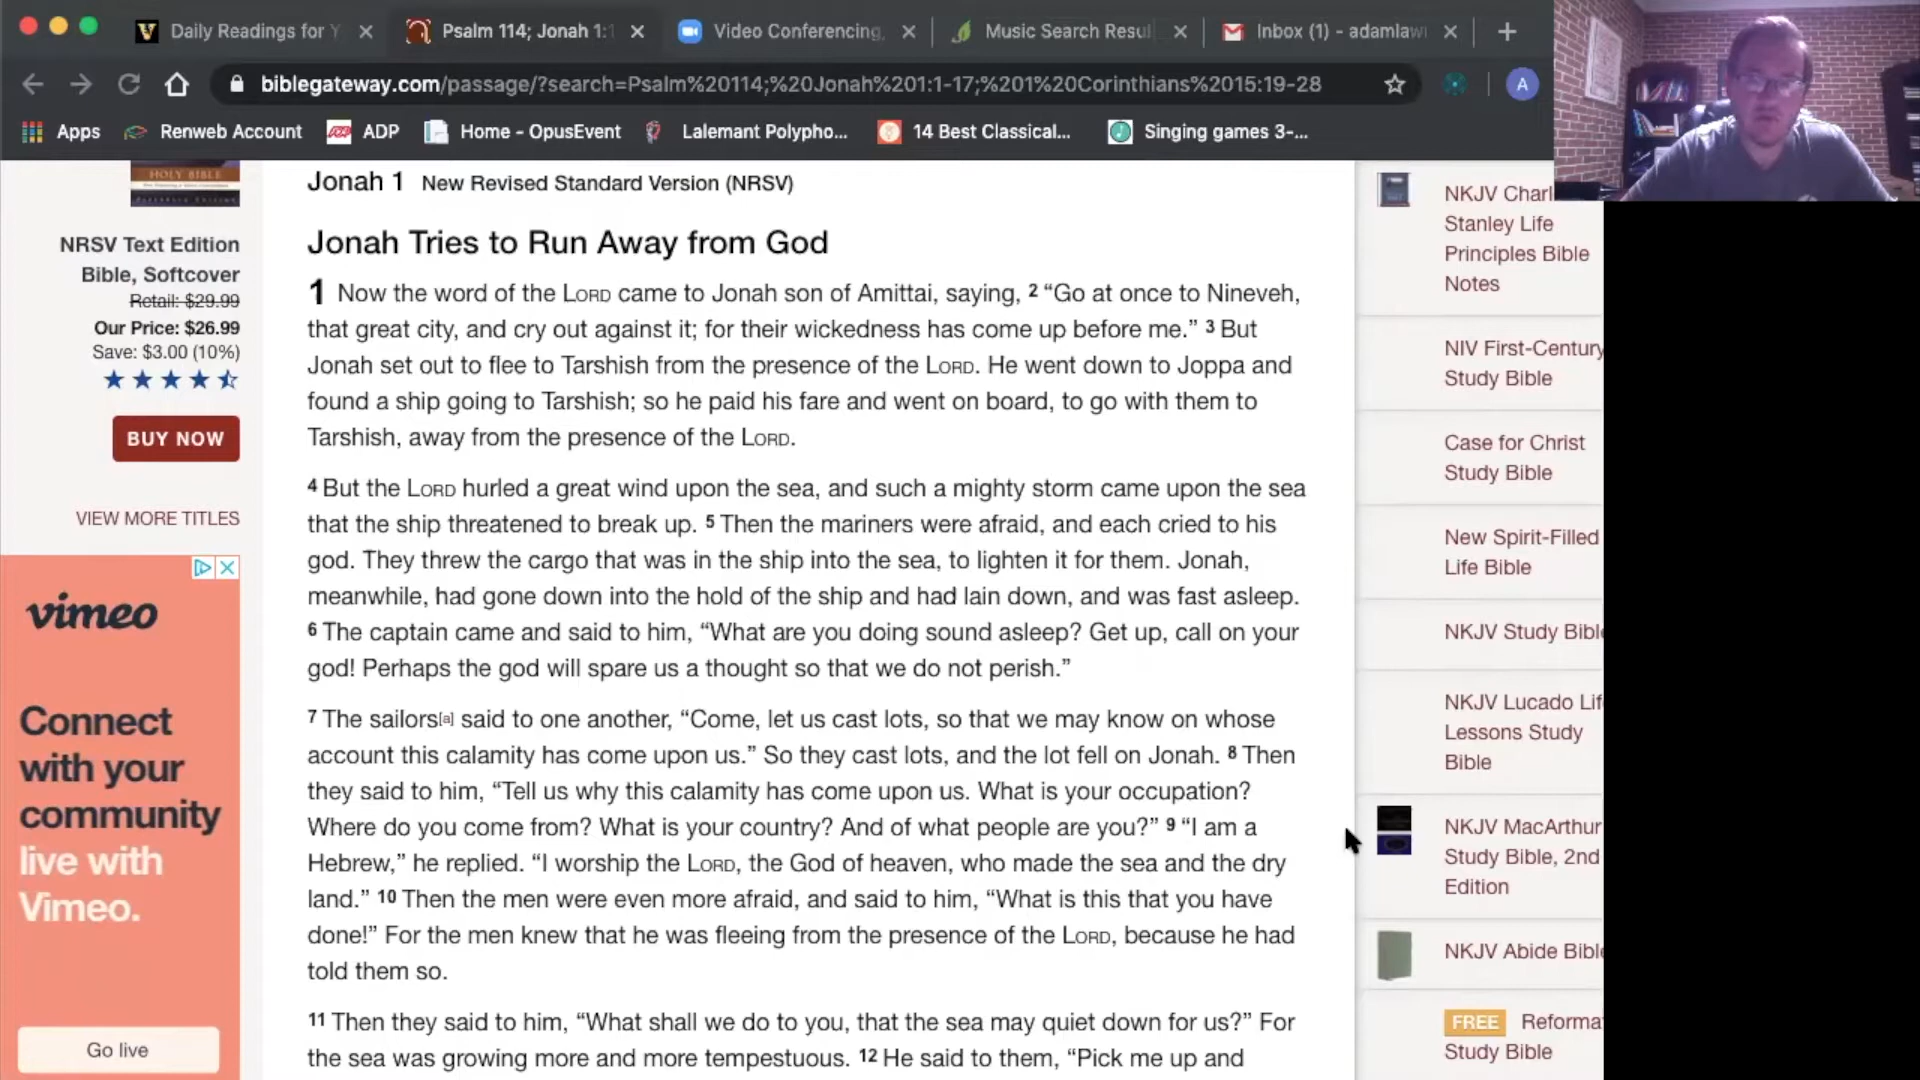 Daily Readings for Y
Psalm 114; Jonah 1:1
Video Conferencing,
Music Search Resul
Inbox (1) - adamlawr
biblegateway.com/passage/?search=Psalm%20114;%20Jonah%201:1-17;%201%20Corinthians%2015:19-28
A
Apps
Renweb Account
ADP
Home - OpusEvent
Lalemant Polypho...
14 Best Classical...
Singing games 3-...
HOLY BIBLE
NRSV Text Edition
Bible, Softcover
Retail: $29.99
Our Price: $26.99
Save: $3.00 (10%)
BUY NOW
VIEW MORE TITLES
vimeo
Connect
with your
community
live with
Vimeo.
Go live
Jonah 1 New Revised Standard Version (NRSV)
Jonah Tries to Run Away from God
1 Now the word of the LORD came to Jonah son of Amittai, saying, 2 “Go at once to Nineveh,
that great city, and cry out against it; for their wickedness has come up before me.” 3 But
Jonah set out to flee to Tarshish from the presence of the LORD. He went down to Joppa and
found a ship going to Tarshish; so he paid his fare and went on board, to go with them to
Tarshish, away from the presence of the LORD.
4 But the LORD hurled a great wind upon the sea, and such a mighty storm came upon the sea
that the ship threatened to break up. 5 Then the mariners were afraid, and each cried to his
god. They threw the cargo that was in the ship into the sea, to lighten it for them. Jonah,
meanwhile, had gone down into the hold of the ship and had lain down, and was fast asleep.
6 The captain came and said to him, “What are you doing sound asleep? Get up, call on your
god! Perhaps the god will spare us a thought so that we do not perish.”
7 The sailors[a] said to one another, “Come, let us cast lots, so that we may know on whose
account this calamity has come upon us.” So they cast lots, and the lot fell on Jonah. 8 Then
they said to him, “Tell us why this calamity has come upon us. What is your occupation?
Where do you come from? What is your country? And of what people are you?” 9 “I am a
Hebrew,” he replied. “I worship the LORD, the God of heaven, who made the sea and the dry
land.” 10 Then the men were even more afraid, and said to him, “What is this that you have
done!” For the men knew that he was fleeing from the presence of the LORD, because he had
told them so.
11 Then they said to him, “What shall we do to you, that the sea may quiet down for us?” For
the sea was growing more and more tempestuous. 12 He said to them, “Pick me up and
NKJV Charl
Stanley Life
Principles Bible
Notes
NIV First-Century
Study Bible
Case for Christ
Study Bible
New Spirit-Filled
Life Bible
NKJV Study Bible
NKJV Lucado Lif
Lessons Study
Bible
NKJV MacArthur
Study Bible, 2nd
Edition
NKJV Abide Bible
FREE Reforma
Study Bible